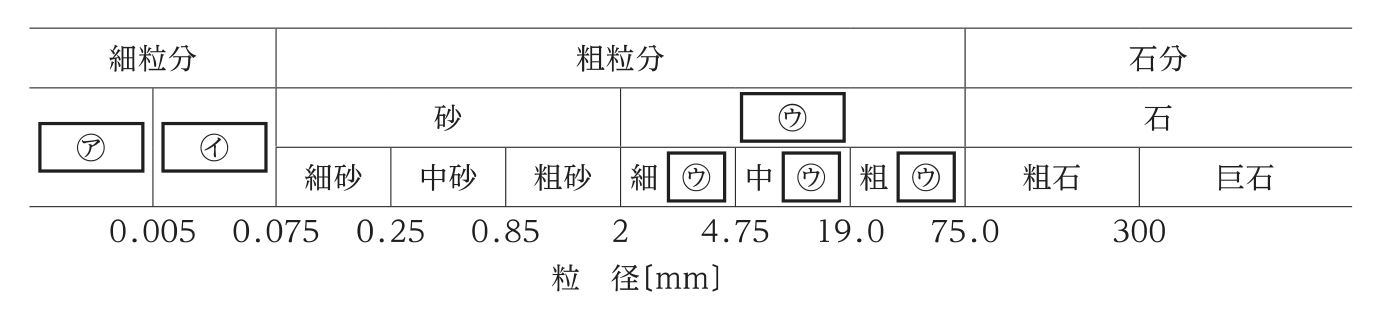 細粒分 粗粒分 石分
砂 ㋒ 石
㋐ ㋑
細砂 中砂 粗砂 細 ㋒ 中 ㋒ 粗 ㋒ 粗石 巨石
0.005 0.075 0.25 0.85 2 4.75 19.0 75.0 300
粒 径〔mm〕